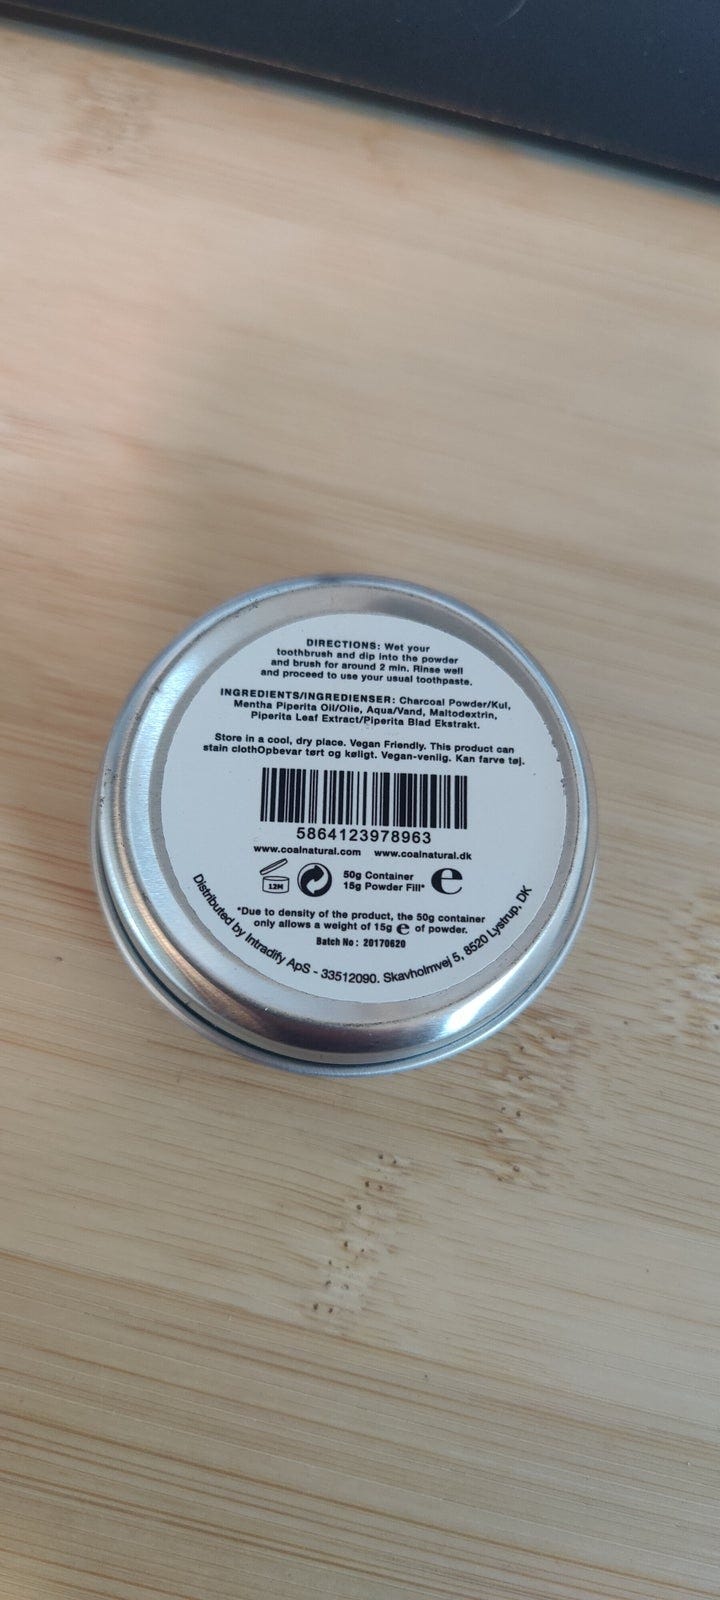 DIRECTIONS: Wet your
toothbrush and dip into the powder
and brush for around 2 min. Rinse well
and proceed to use your usual toothpaste.
INGREDIENTS/INGREDIENSER: Charcoal Powder/Kul,
Mentha Piperita Oil/Olie, Aqua/Vand, Maltodextrin,
Piperita Leaf Extract/Piperita Blad Ekstrakt.
Store in a cool, dry place. Vegan Friendly. This product can
stain clothOpbevar tørt og køligt. Vegan-venlig. Kan farve tøj.
5864123978963
www.coalnatural.com www.coalnatural.dk
12M
50g Container
15g Powder Fill* ℮
*Due to density of the product, the 50g container
only allows a weight of 15g ℮ of powder.
Batch No: 20170620
Distributed by Intradify ApS - 33512090. Skavholmvej 5, 8520 Lystrup, DK